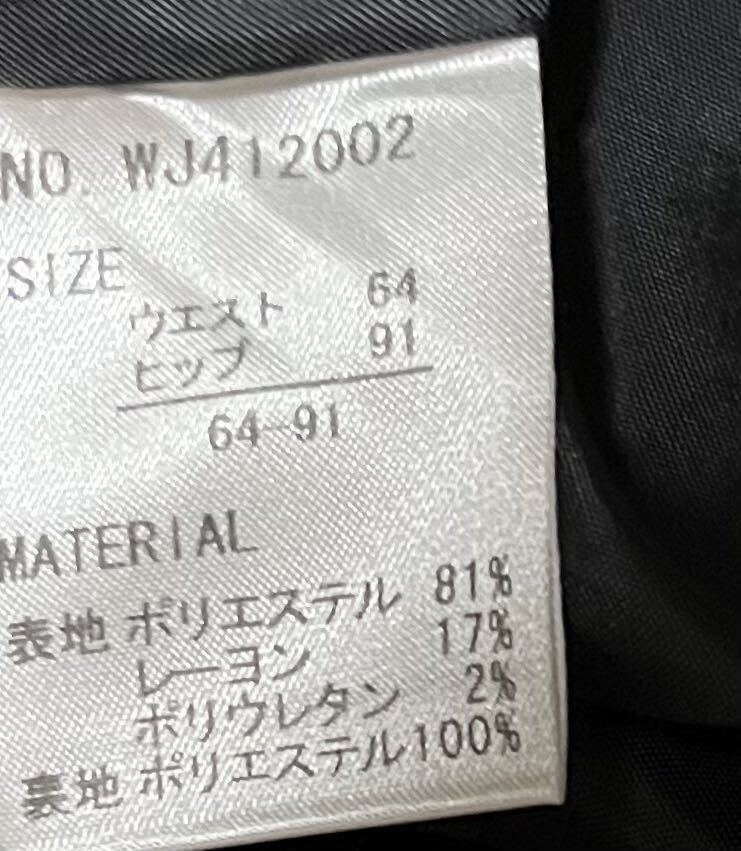 NO. WJ412002
SIZE
ウエスト 64
ヒップ 91
64-91
MATERIAL
表地 ポリエステル 81%
レーヨン 17%
ポリウレタン 2%
裏地 ポリエステル100%